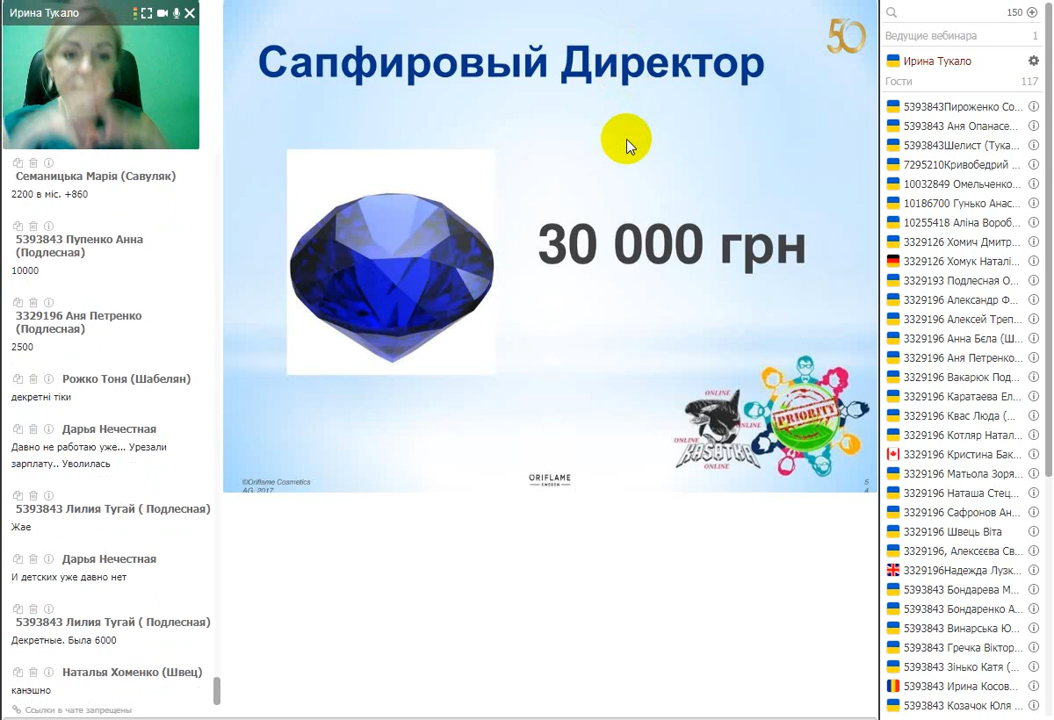 Ирина Тукало
Семаницька Марія (Савуляк)
2200 в міс. +860
5393843 Пупенко Анна
(Подлесная)
10000
3329196 Аня Петренко
(Подлесная)
2500
Рожко Тоня (Шабелян)
декретні тіки
Дарья Нечестная
Давно не работаю уже... Урезали
зарплату.. Уволилась
5393843 Лилия Тугай ( Подлесная)
Жае
Дарья Нечестная
И детских уже давно нет
5393843 Лилия Тугай ( Подлесная)
Декретные. Была 6000
Наталья Хоменко (Швец)
канэшно
Ссылки в чате запрещены
50
Сапфировый Директор
30 000 грн
ONLINE
ONLINE
ONLINE
KASATKA
ONLINE
PRIORITY
©Oriflame Cosmetics
AG, 2017
ORIFLAME
SWEDEN
5
4
150
Ведущие вебинара 1
Ирина Тукало
Гости 117
5393843Пироженко Со...
5393843 Аня Опанасе...
5393843Шелист (Тука...
7295210Кривобедрий ...
10032849 Омельченко...
10186700 Гунько Анас...
10255418 Аліна Вороб...
3329126 Хомич Дмитр...
3329126 Хомук Наталі...
3329193 Подлесная О...
3329196 Александр Ф...
3329196 Алексей Треп...
3329196 Анна Бєла (Ш...
3329196 Аня Петренко...
3329196 Вакарюк Под...
3329196 Каратаева Ел...
3329196 Квас Люда (...
3329196 Котляр Натал...
3329196 Кристина Бак...
3329196 Матьола Зоря...
3329196 Наташа Стец...
3329196 Сафронов Ан...
3329196 Швець Віта
3329196, Алексеєва Св...
3329196Надежда Лузк...
5393843 Бондарева М...
5393843 Бондаренко А...
5393843 Винарська Ю...
5393843 Гречка Віктор...
5393843 Зінько Катя (...
5393843 Ирина Косов...
5393843 Козачок Юля ...